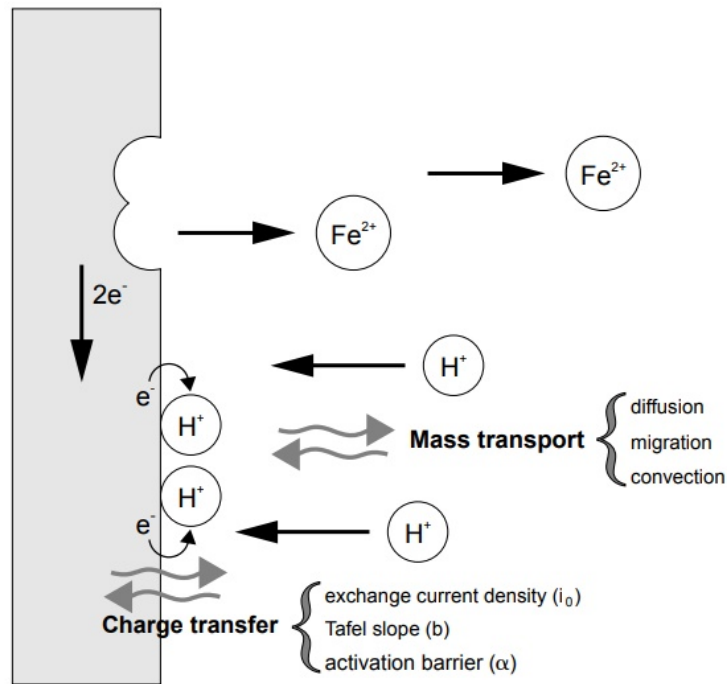 Fe²⁺
Fe²⁺
2e⁻
H⁺
e⁻
H⁺
diffusion
Mass transport
migration
convection
H⁺
e⁻
H⁺
exchange current density (i₀)
Charge transfer
Tafel slope (b)
activation barrier (α)